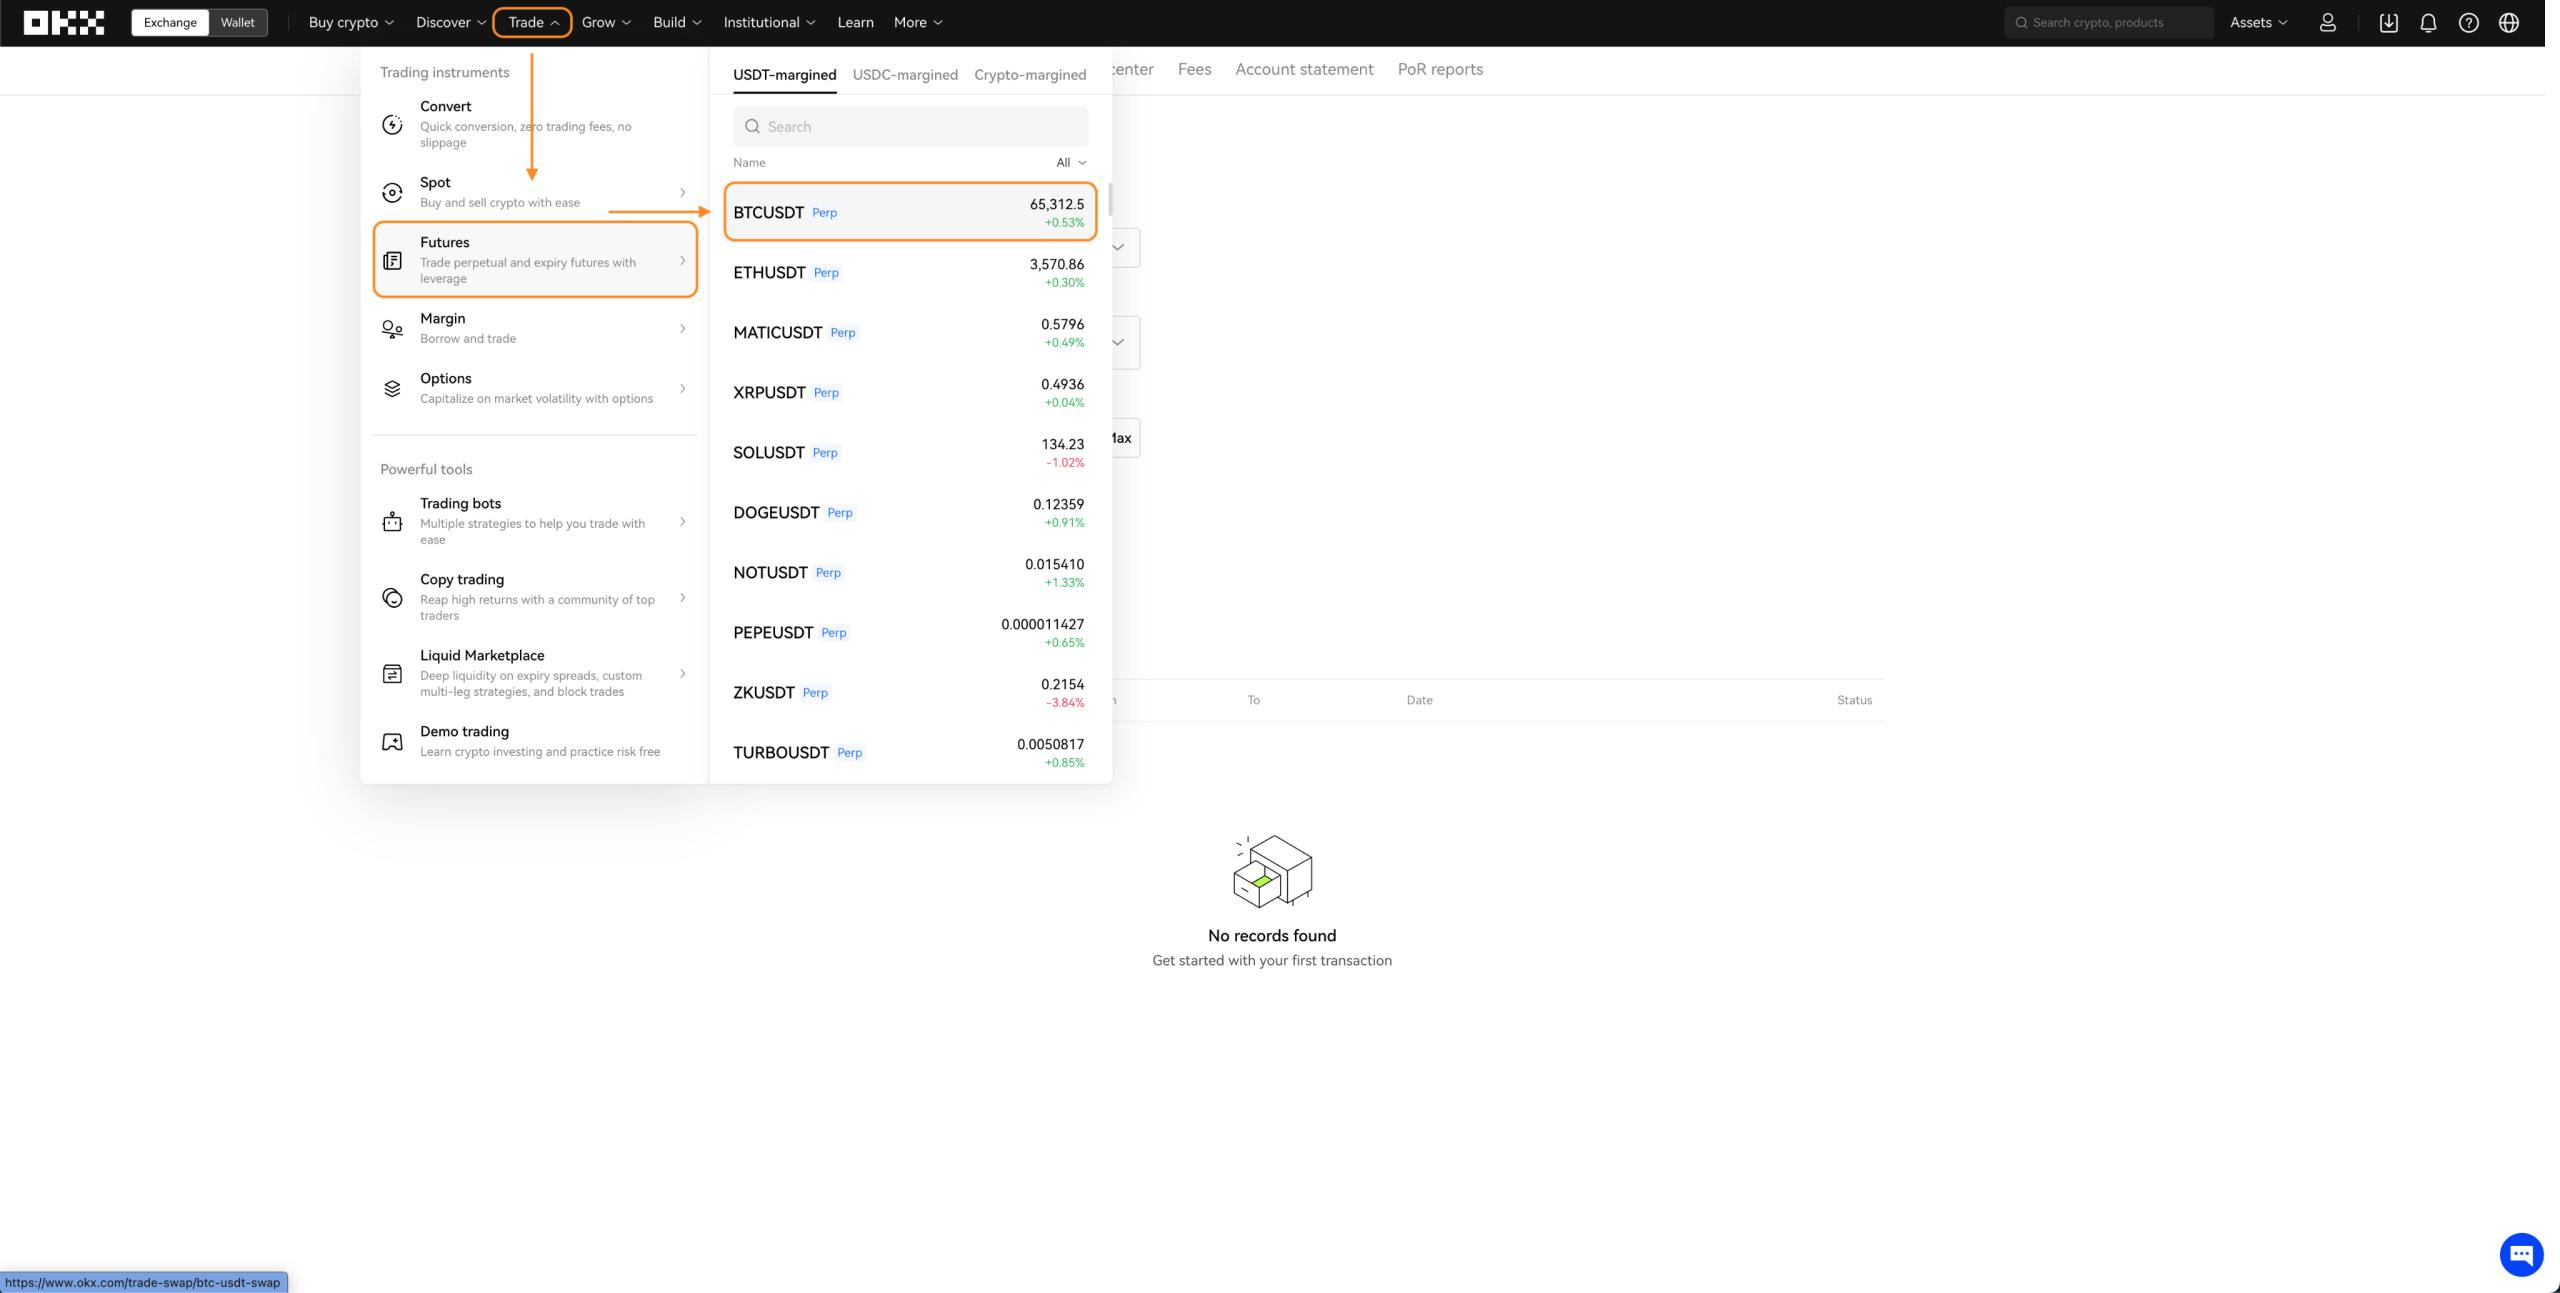 OKX
Exchange Wallet Buy crypto Discover Trade Grow Build Institutional Learn More Search crypto, products Assets
center Fees Account statement PoR reports
Trading instruments
Convert
Quick conversion, zero trading fees, no
slippage
Spot
Buy and sell crypto with ease
Futures
Trade perpetual and expiry futures with
leverage
Margin
Borrow and trade
Options
Capitalize on market volatility with options
Powerful tools
Trading bots
Multiple strategies to help you trade with
ease
Copy trading
Reap high returns with a community of top
traders
Liquid Marketplace
Deep liquidity on expiry spreads, custom
multi-leg strategies, and block trades
Demo trading
Learn crypto investing and practice risk free
USDT-margined USDC-margined Crypto-margined
Search
Name All
BTCUSDT Perp 65,312.5
+0.53%
ETHUSDT Perp 3,570.86
+0.30%
MATICUSDT Perp 0.5796
+0.49%
XRPUSDT Perp 0.4936
+0.04%
SOLUSDT Perp 134.23
-1.02%
DOGEUSDT Perp 0.12359
+0.91%
NOTUSDT Perp 0.015410
+1.33%
PEPEUSDT Perp 0.000011427
+0.65%
ZKUSDT Perp 0.2154
-3.84%
TURBOUSDT Perp 0.0050817
+0.85%
Max
To Date Status
No records found
Get started with your first transaction
https://www.okx.com/trade-swap/btc-usdt-swap